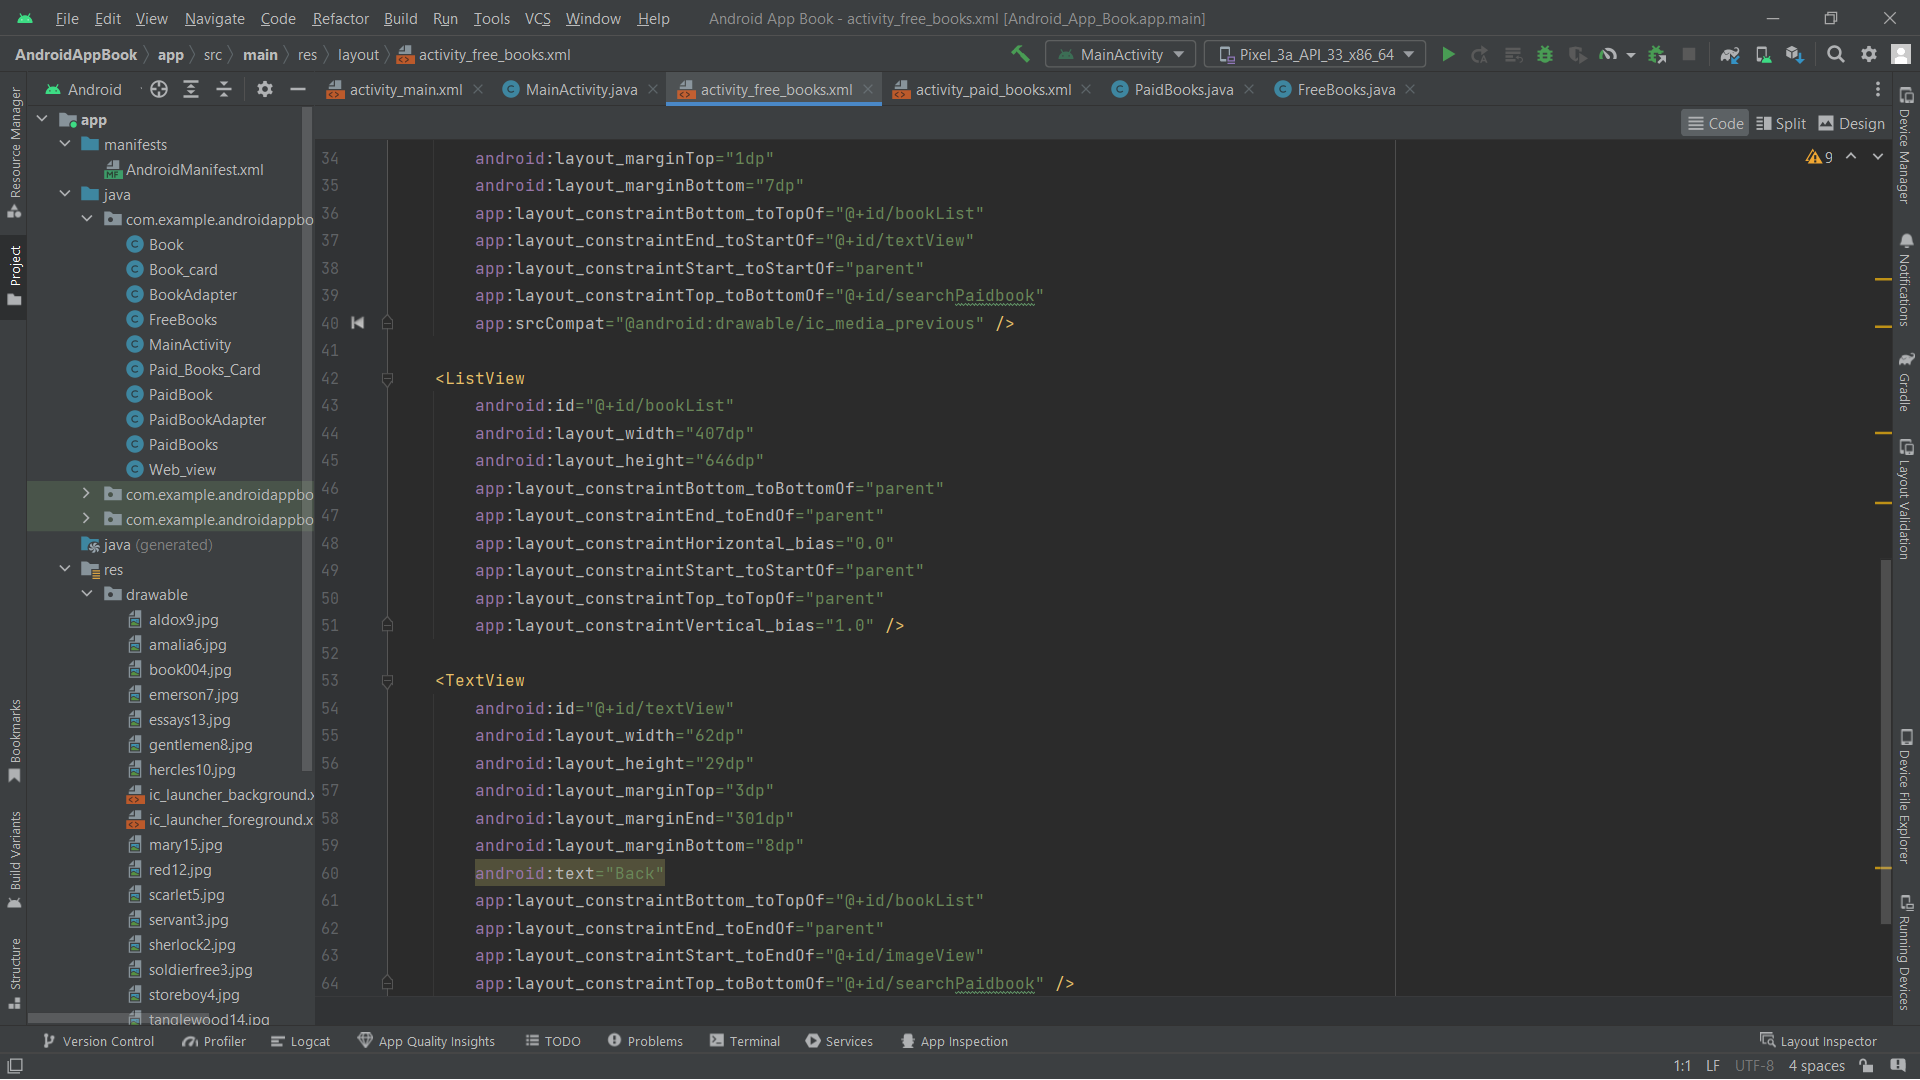 File Edit View Navigate Code Refactor Build Run Tools VCS Window Help Android App Book - activity_free_books.xml [Android_App_Book.app.main]
AndroidAppBook app src main res layout activity_free_books.xml MainActivity Pixel_3a_API_33_x86_64
Android activity_main.xml MainActivity.java activity_free_books.xml activity_paid_books.xml PaidBooks.java FreeBooks.java
Code Split Design
9
Resource Manager
Project
Bookmarks
Build Variants
Structure
app
manifests
AndroidManifest.xml
java
com.example.androidappbo
Book
Book_card
BookAdapter
FreeBooks
MainActivity
Paid_Books_Card
PaidBook
PaidBookAdapter
PaidBooks
Web_view
com.example.androidappbo
com.example.androidappbo
java (generated)
res
drawable
aldox9.jpg
amalia6.jpg
book004.jpg
emerson7.jpg
essays13.jpg
gentlemen8.jpg
hercles10.jpg
ic_launcher_background.x
ic_launcher_foreground.x
mary15.jpg
red12.jpg
scarlet5.jpg
servant3.jpg
sherlock2.jpg
soldierfree3.jpg
storeboy4.jpg
tanglewood14.jpg
34 android:layout_marginTop="1dp"
35 android:layout_marginBottom="7dp"
36 app:layout_constraintBottom_toTopOf="@+id/bookList"
37 app:layout_constraintEnd_toStartOf="@+id/textView"
38 app:layout_constraintStart_toStartOf="parent"
39 app:layout_constraintTop_toBottomOf="@+id/searchPaidbook"
40 app:srcCompat="@android:drawable/ic_media_previous" />
41
42 <ListView
43 android:id="@+id/bookList"
44 android:layout_width="407dp"
45 android:layout_height="646dp"
46 app:layout_constraintBottom_toBottomOf="parent"
47 app:layout_constraintEnd_toEndOf="parent"
48 app:layout_constraintHorizontal_bias="0.0"
49 app:layout_constraintStart_toStartOf="parent"
50 app:layout_constraintTop_toTopOf="parent"
51 app:layout_constraintVertical_bias="1.0" />
52
53 <TextView
54 android:id="@+id/textView"
55 android:layout_width="62dp"
56 android:layout_height="29dp"
57 android:layout_marginTop="3dp"
58 android:layout_marginEnd="301dp"
59 android:layout_marginBottom="8dp"
60 android:text="Back"
61 app:layout_constraintBottom_toTopOf="@+id/bookList"
62 app:layout_constraintEnd_toEndOf="parent"
63 app:layout_constraintStart_toEndOf="@+id/imageView"
64 app:layout_constraintTop_toBottomOf="@+id/searchPaidbook" />
Device Manager
Notifications
Gradle
Layout Validation
Device File Explorer
Running Devices
Version Control Profiler Logcat App Quality Insights TODO Problems Terminal Services App Inspection Layout Inspector
1:1 LF UTF-8 4 spaces